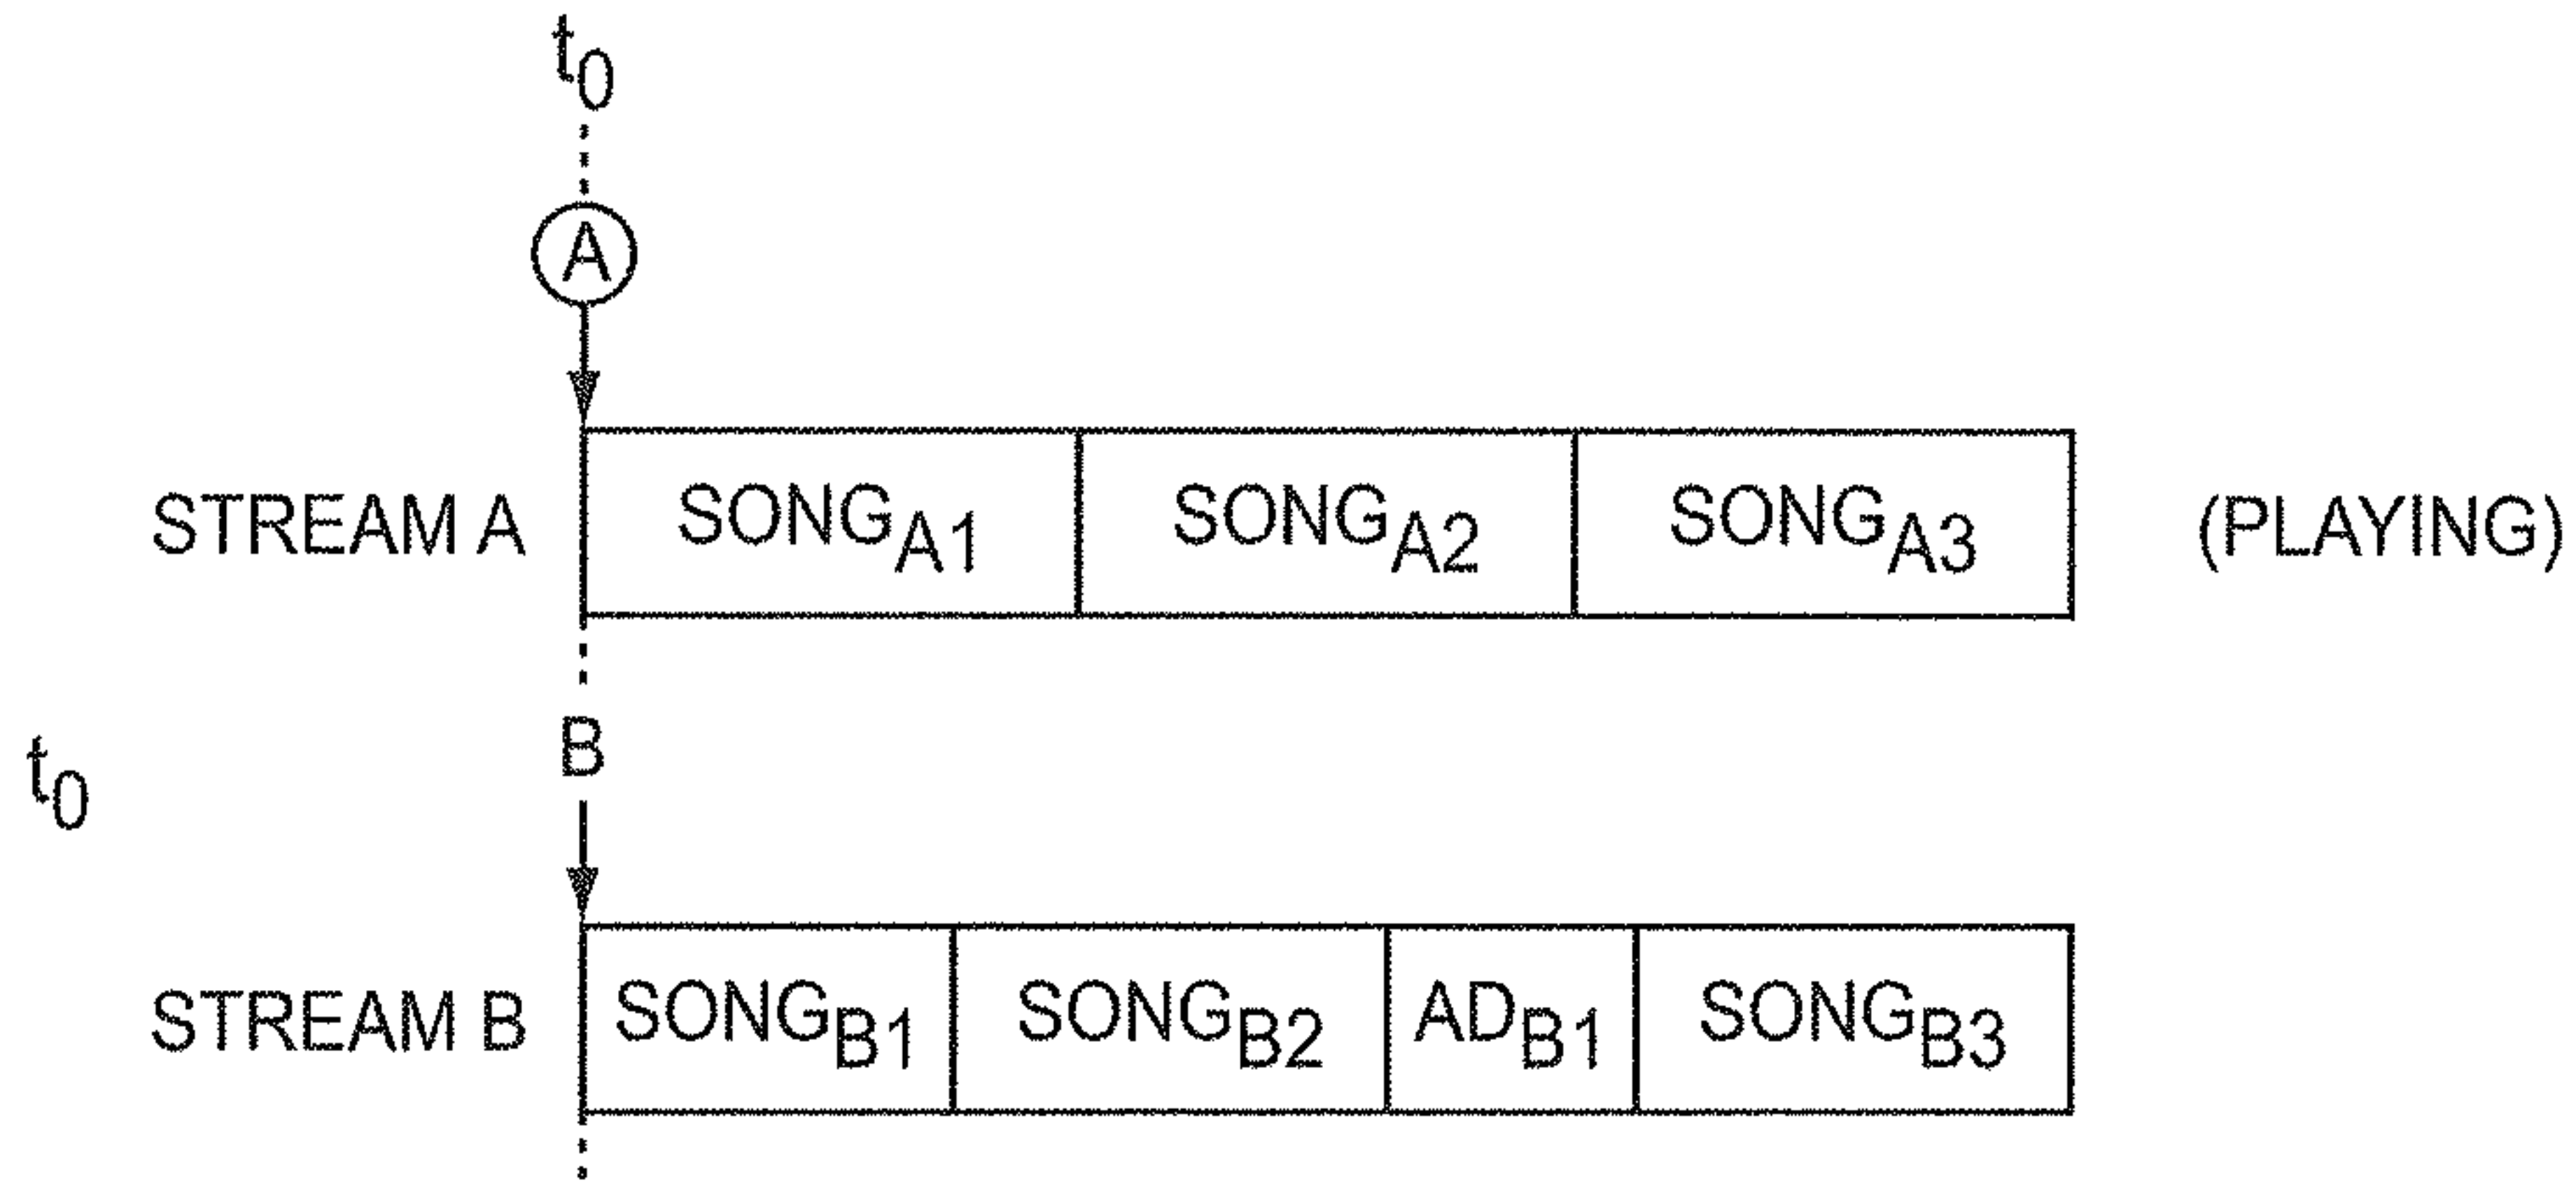 t0
A
STREAM A SONGA1 SONGA2 SONGA3 (PLAYING)
t0 B
STREAM B SONGB1 SONGB2 ADB1 SONGB3